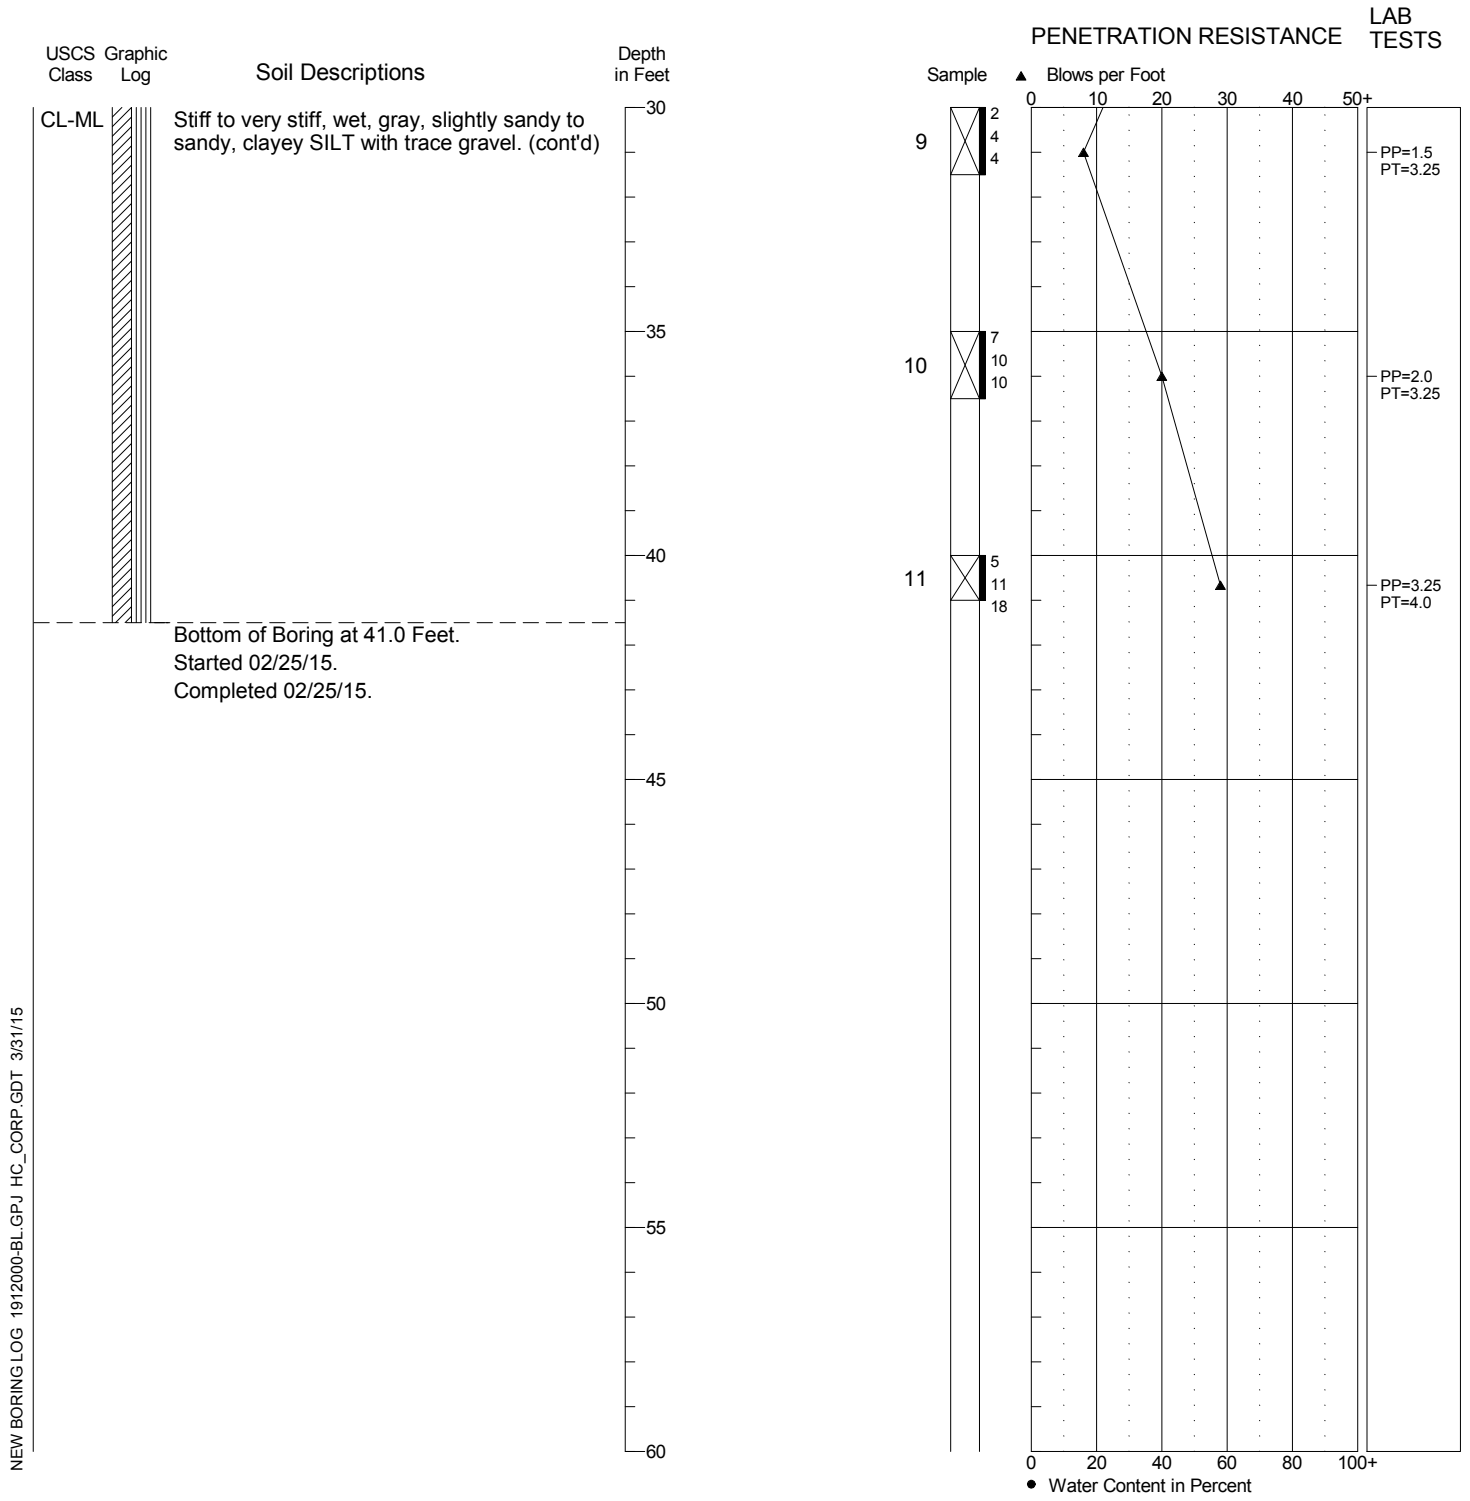 LAB
TESTS
PENETRATION RESISTANCE
USCS Graphic
Class Log
Soil Descriptions
Depth
in Feet
Sample
▲ Blows per Foot
0 10 20 30 40 50+
CL-ML
Stiff to very stiff, wet, gray, slightly sandy to
sandy, clayey SILT with trace gravel. (cont'd)
30
9
2
4
4
PP=1.5
PT=3.25
35
10
7
10
10
PP=2.0
PT=3.25
40
11
5
11
18
PP=3.25
PT=4.0
Bottom of Boring at 41.0 Feet.
Started 02/25/15.
Completed 02/25/15.
45
50
55
60
0 20 40 60 80 100+
● Water Content in Percent
NEW BORING LOG 1912000-BL.GPJ HC_CORP.GDT 3/31/15